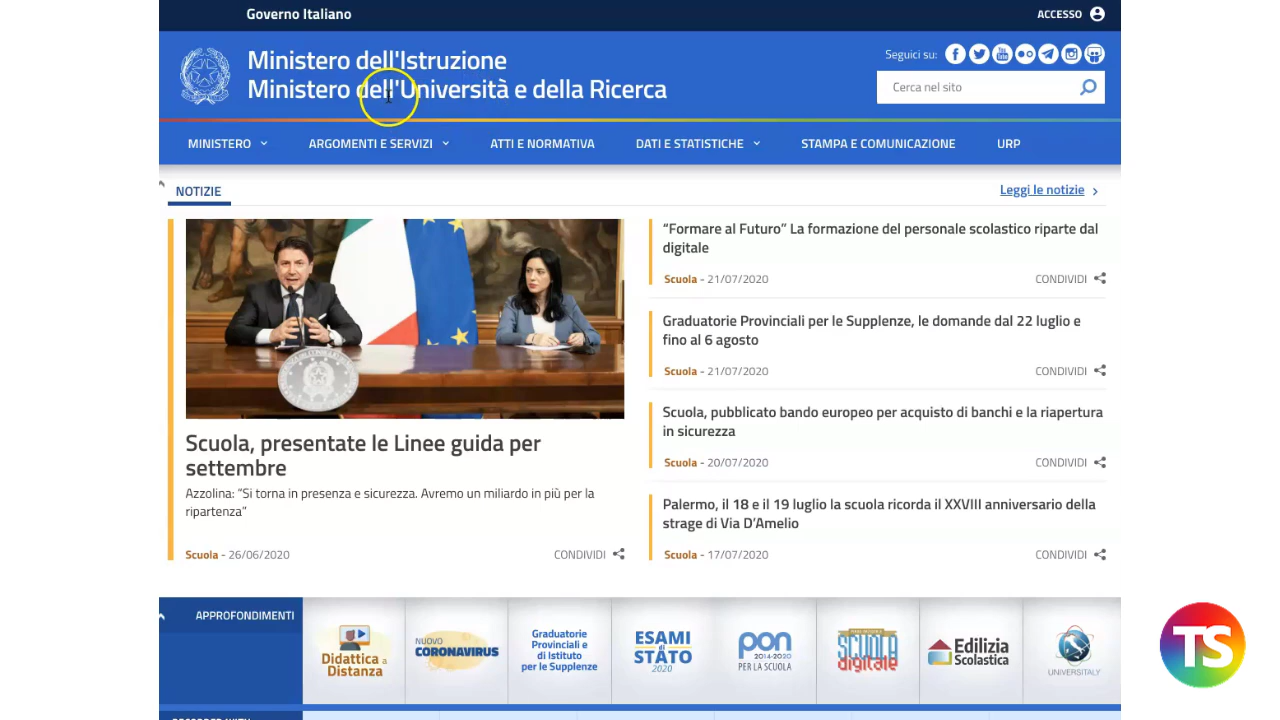 Governo Italiano
ACCESSO
Ministero dell'Istruzione
Ministero dell'Università e della Ricerca
Seguici su:
Cerca nel sito
MINISTERO
ARGOMENTI E SERVIZI
ATTI E NORMATIVA
DATI E STATISTICHE
STAMPA E COMUNICAZIONE
URP
NOTIZIE
Leggi le notizie
Scuola, presentate le Linee guida per
settembre
Azzolina: “Si torna in presenza e sicurezza. Avremo un miliardo in più per la
ripartenza”
Scuola - 26/06/2020
CONDIVIDI
“Formare al Futuro” La formazione del personale scolastico riparte dal
digitale
Scuola - 21/07/2020
CONDIVIDI
Graduatorie Provinciali per le Supplenze, le domande dal 22 luglio e
fino al 6 agosto
Scuola - 21/07/2020
CONDIVIDI
Scuola, pubblicato bando europeo per acquisto di banchi e la riapertura
in sicurezza
Scuola - 20/07/2020
CONDIVIDI
Palermo, il 18 e il 19 luglio la scuola ricorda il XXVIII anniversario della
strage di Via D’Amelio
Scuola - 17/07/2020
CONDIVIDI
APPROFONDIMENTI
Didattica a
Distanza
NUOVO
CORONAVIRUS
Graduatorie
Provinciali e
di Istituto
per le Supplenze
ESAMI
di
STATO
2020
pon
2014-2020
PER LA SCUOLA
SCUOLA
digitale
Edilizia
Scolastica
UNIVERSITALY
TS